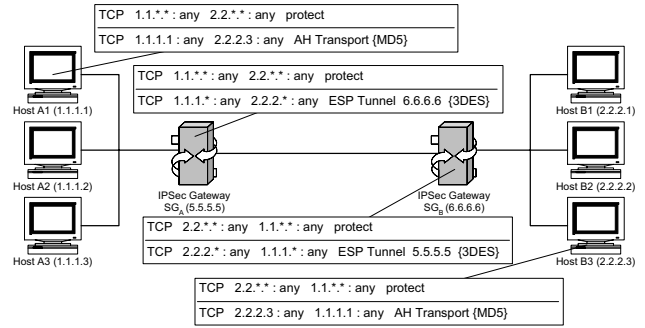 TCP 1.1.*.* : any 2.2.*.* : any protect
TCP 1.1.1.1 : any 2.2.2.3 : any AH Transport {MD5}
TCP 1.1.*.* : any 2.2.*.* : any protect
TCP 1.1.1.* : any 2.2.2.* : any ESP Tunnel 6.6.6.6 {3DES}
Host A1 (1.1.1.1)
Host B1 (2.2.2.1)
Host A2 (1.1.1.2)
IPSec Gateway
SG_A (5.5.5.5)
IPSec Gateway
SG_B (6.6.6.6)
Host B2 (2.2.2.2)
TCP 2.2.*.* : any 1.1.*.* : any protect
TCP 2.2.2.* : any 1.1.1.* : any ESP Tunnel 5.5.5.5 {3DES}
Host A3 (1.1.1.3)
Host B3 (2.2.2.3)
TCP 2.2.*.* : any 1.1.*.* : any protect
TCP 2.2.2.3 : any 1.1.1.1 : any AH Transport {MD5}